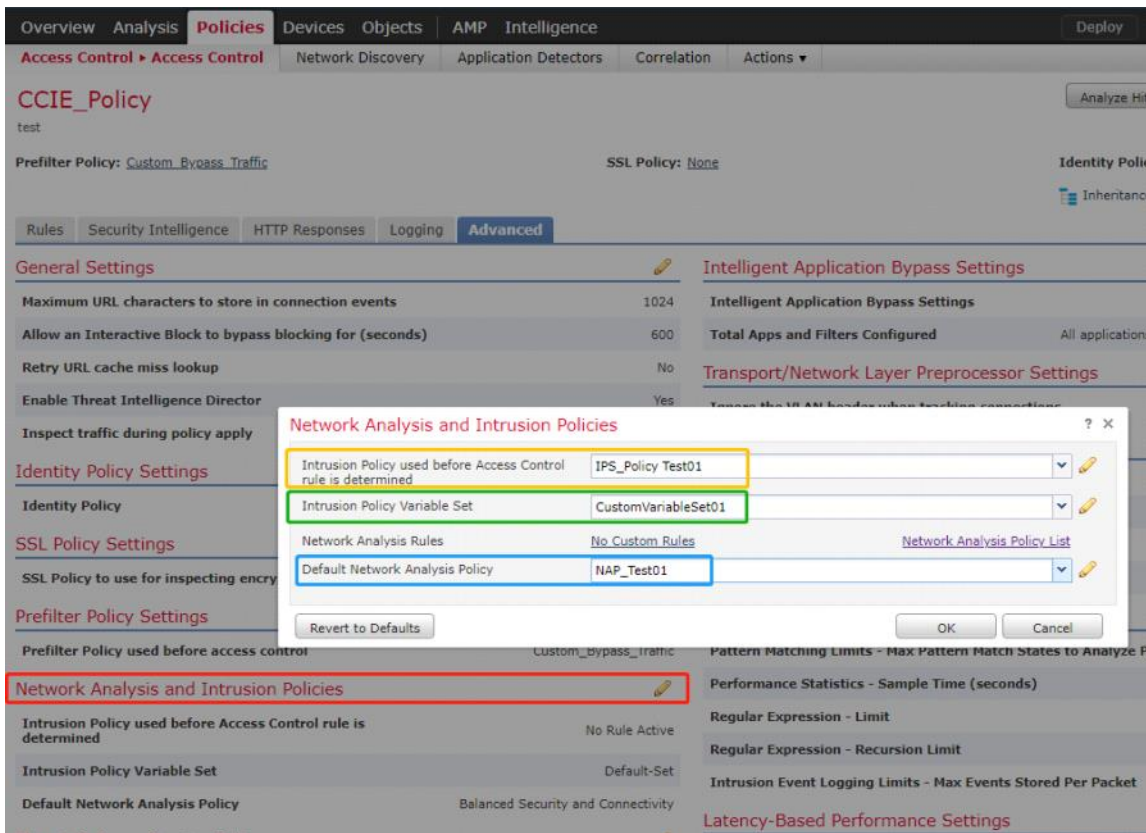 Overview Analysis Policies Devices Objects AMP Intelligence Deploy
Access Control ▸ Access Control Network Discovery Application Detectors Correlation Actions ▾
CCIE_Policy
Analyze Hit
test
Prefilter Policy: Custom_Bypass_Traffic SSL Policy: None Identity Polic
Inheritance
Rules Security Intelligence HTTP Responses Logging Advanced
General Settings Intelligent Application Bypass Settings
Maximum URL characters to store in connection events 1024 Intelligent Application Bypass Settings
Allow an Interactive Block to bypass blocking for (seconds) 600 Total Apps and Filters Configured All application
Retry URL cache miss lookup No Transport/Network Layer Preprocessor Settings
Enable Threat Intelligence Director Yes Ignore the VLAN header when tracking connections
Inspect traffic during policy apply
Network Analysis and Intrusion Policies ? ×
Intrusion Policy used before Access Control
rule is determined IPS_Policy Test01
Intrusion Policy Variable Set CustomVariableSet01
Network Analysis Rules No Custom Rules Network Analysis Policy List
Default Network Analysis Policy NAP_Test01
Revert to Defaults OK Cancel
Identity Policy Settings
Identity Policy
SSL Policy Settings
SSL Policy to use for inspecting encry
Prefilter Policy Settings
Prefilter Policy used before access control Custom_Bypass_Traffic Pattern Matching Limits - Max Pattern Match States to Analyze P
Network Analysis and Intrusion Policies Performance Statistics - Sample Time (seconds)
Intrusion Policy used before Access Control rule is
determined No Rule Active Regular Expression - Limit
Regular Expression - Recursion Limit
Intrusion Policy Variable Set Default-Set Intrusion Event Logging Limits - Max Events Stored Per Packet
Default Network Analysis Policy Balanced Security and Connectivity
Latency-Based Performance Settings